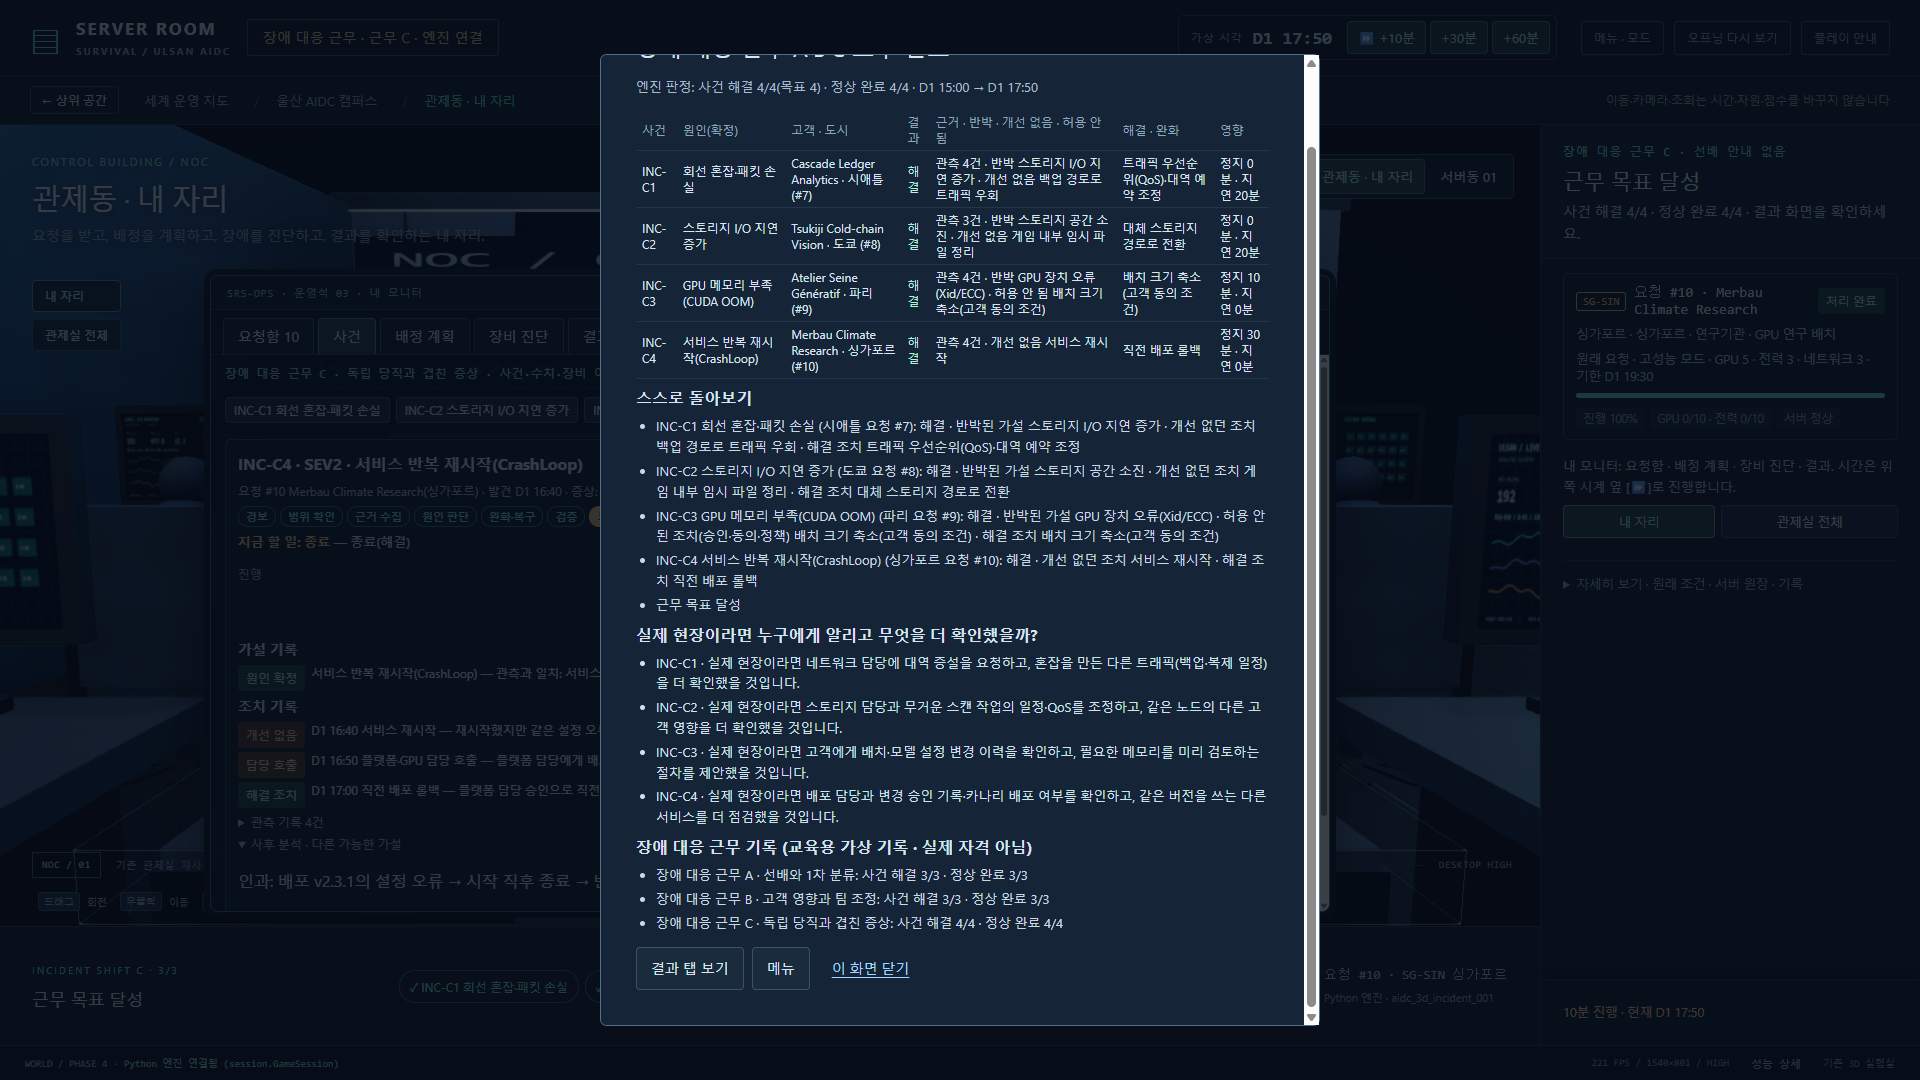 SERVER ROOM
SURVIVAL / ULSAN AIDC
장애 대응 근무 · 근무 C · 엔진 연결
가상 시각 D1 17:50 ⏩ +10분 +30분 +60분
메뉴 · 모드 오프닝 다시 보기 플레이 안내
← 상위 공간 세계 운영 지도 / 울산 AIDC 캠퍼스 / 관제동 · 내 자리
이동·카메라·조회는 시간·자원·점수를 바꾸지 않습니다
CONTROL BUILDING / NOC
관제동 · 내 자리
요청을 받고, 배정을 계획하고, 장애를 진단하고, 결과를 확인하는 내 자리.
내 자리
관제실 전체
NOC /
SRS-OPS · 운영석 03 · 내 모니터
요청함 10 사건 배정 계획 장비 진단
장애 대응 근무 C · 독립 당직과 겹친 증상 · 사건·수치·장비
INC-C1 회선 혼잡·패킷 손실 INC-C2 스토리지 I/O 지연 증가
INC-C4 · SEV2 · 서비스 반복 재시작(CrashLoop)
요청 #10 Merbau Climate Research(싱가포르) · 발견 D1 16:40 · 증상:
경보 범위 확인 근거 수집 원인 판단 완화·복구 검증
지금 할 일: 종료 — 종료(해결)
진행
가설 기록
원인 확정 서비스 반복 재시작(CrashLoop) — 관측과 일치: 서비스
조치 기록
개선 없음 D1 16:40 서비스 재시작 — 재시작했지만 같은 설정 오
담당 호출 D1 16:50 플랫폼·GPU 담당 호출 — 플랫폼 담당에게 배
해결 조치 D1 17:00 직전 배포 롤백 — 플랫폼 담당 승인으로 직전
▶ 관측 기록 4건
▼ 사후 분석 · 다른 가능한 가설
인과: 배포 v2.3.1의 설정 오류 → 시작 직후 종료 →
NOC / 01 기존 관제실
드래그 회전 우클릭 이동
엔진 판정: 사건 해결 4/4(목표 4) · 정상 완료 4/4 · D1 15:00 → D1 17:50
사건 원인(확정) 고객 · 도시 결과 근거 · 반박 · 개선 없음 · 허용 안 됨 해결 · 완화 영향
INC-C1 회선 혼잡·패킷 손실 Cascade Ledger Analytics · 시애틀 (#7) 해결 관측 4건 · 반박 스토리지 I/O 지연 증가 · 개선 없음 백업 경로로 트래픽 우회 트래픽 우선순위(QoS)·대역 예약 조정 정지 0분 · 지연 20분
INC-C2 스토리지 I/O 지연 증가 Tsukiji Cold-chain Vision · 도쿄 (#8) 해결 관측 3건 · 반박 스토리지 공간 소진 · 개선 없음 게임 내부 임시 파일 정리 대체 스토리지 경로로 전환 정지 0분 · 지연 20분
INC-C3 GPU 메모리 부족(CUDA OOM) Atelier Seine Génératif · 파리 (#9) 해결 관측 4건 · 반박 GPU 장치 오류(Xid/ECC) · 허용 안 됨 배치 크기 축소(고객 동의 조건) 배치 크기 축소(고객 동의 조건) 정지 10분 · 지연 0분
INC-C4 서비스 반복 재시작(CrashLoop) Merbau Climate Research · 싱가포르 (#10) 해결 관측 4건 · 개선 없음 서비스 재시작 직전 배포 롤백 정지 30분 · 지연 0분
스스로 돌아보기
INC-C1 회선 혼잡·패킷 손실 (시애틀 요청 #7): 해결 · 반박된 가설 스토리지 I/O 지연 증가 · 개선 없던 조치
백업 경로로 트래픽 우회 · 해결 조치 트래픽 우선순위(QoS)·대역 예약 조정
INC-C2 스토리지 I/O 지연 증가 (도쿄 요청 #8): 해결 · 반박된 가설 스토리지 공간 소진 · 개선 없던 조치 게
임 내부 임시 파일 정리 · 해결 조치 대체 스토리지 경로로 전환
INC-C3 GPU 메모리 부족(CUDA OOM) (파리 요청 #9): 해결 · 반박된 가설 GPU 장치 오류(Xid/ECC) · 허용 안
된 조치(승인·동의·정책) 배치 크기 축소(고객 동의 조건) · 해결 조치 배치 크기 축소(고객 동의 조건)
INC-C4 서비스 반복 재시작(CrashLoop) (싱가포르 요청 #10): 해결 · 개선 없던 조치 서비스 재시작 · 해결 조
치 직전 배포 롤백
근무 목표 달성
실제 현장이라면 누구에게 알리고 무엇을 더 확인했을까?
INC-C1 · 실제 현장이라면 네트워크 담당에 대역 증설을 요청하고, 혼잡을 만든 다른 트래픽(백업·복제 일정)
을 더 확인했을 것입니다.
INC-C2 · 실제 현장이라면 스토리지 담당과 무거운 스캔 작업의 일정·QoS를 조정하고, 같은 노드의 다른 고
객 영향을 더 확인했을 것입니다.
INC-C3 · 실제 현장이라면 고객에게 배치·모델 설정 변경 이력을 확인하고, 필요한 메모리를 미리 검토하는
절차를 제안했을 것입니다.
INC-C4 · 실제 현장이라면 배포 담당과 변경 승인 기록·카나리 배포 여부를 확인하고, 같은 버전을 쓰는 다른
서비스를 더 점검했을 것입니다.
장애 대응 근무 기록 (교육용 가상 기록 · 실제 자격 아님)
장애 대응 근무 A · 선배와 1차 분류: 사건 해결 3/3 · 정상 완료 3/3
장애 대응 근무 B · 고객 영향과 팀 조정: 사건 해결 3/3 · 정상 완료 3/3
장애 대응 근무 C · 독립 당직과 겹친 증상: 사건 해결 4/4 · 정상 완료 4/4
결과 탭 보기 메뉴 이 화면 닫기
관제동 · 내 자리 서버동 01
장애 대응 근무 C · 선배 안내 없음
근무 목표 달성
사건 해결 4/4 · 정상 완료 4/4 · 결과 화면을 확인하세
요.
SG-SIN 요청 #10 · Merbau Climate Research 처리 완료
싱가포르 · 싱가포르 · 연구기관 · GPU 연구 배치
원래 요청 · 고성능 모드 · GPU 5 · 전력 3 · 네트워크 3 ·
기한 D1 19:30
진행 100% GPU 0/10 · 전력 0/10 서버 정상
내 모니터: 요청함 · 배정 계획 · 장비 진단 · 결과. 시간은 위
쪽 시계 옆 [⏩]로 진행합니다.
내 자리 관제실 전체
▶ 자세히 보기 · 원래 조건 · 서버 원장 · 기록
192
DESKTOP HIGH
INCIDENT SHIFT C · 3/3
근무 목표 달성
✓ INC-C1 회선 혼잡·패킷 손실
요청 #10 · SG-SIN 싱가포르
Python 엔진 · aidc_3d_incident_001
10분 진행 · 현재 D1 17:50
WORLD / PHASE 4 · Python 엔진 연결됨 (session.GameSession)
221 FPS / 1540×801 / HIGH 성능 상세 기존 3D 실험실